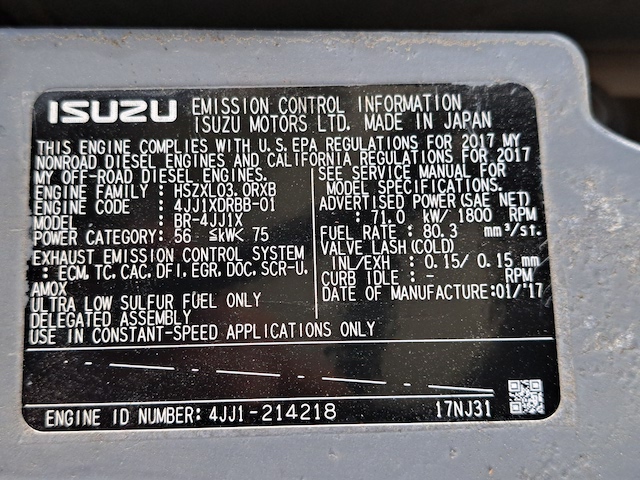 ISUZU EMISSION CONTROL INFORMATION
ISUZU MOTORS LTD. MADE IN JAPAN
THIS ENGINE COMPLIES WITH U.S.EPA REGULATIONS FOR 2017 MY
NONROAD DIESEL ENGINES AND CALIFORNIA REGULATIONS FOR 2017
MY OFF-ROAD DIESEL ENGINES.
ENGINE FAMILY : HSZXL03.0RXB
ENGINE CODE : 4JJ1XDRBB-01
MODEL : BR-4JJ1X
POWER CATEGORY: 56 ≦kW< 75
EXHAUST EMISSION CONTROL SYSTEM
: ECM, TC, CAC, DFI, EGR, DOC, SCR-U,
AMOX
ULTRA LOW SULFUR FUEL ONLY
DELEGATED ASSEMBLY
USE IN CONSTANT-SPEED APPLICATIONS ONLY
SEE SERVICE MANUAL FOR
MODEL SPECIFICATIONS.
ADVERTISED POWER(SAE NET)
: 71.0 kW/ 1800 RPM
FUEL RATE : 80.3 mm³/st.
VALVE LASH(COLD)
INL/EXH : 0.15/ 0.15 mm
CURB IDLE : - RPM
DATE OF MANUFACTURE:01/'17
ENGINE ID NUMBER: 4JJ1-214218 17NJ31